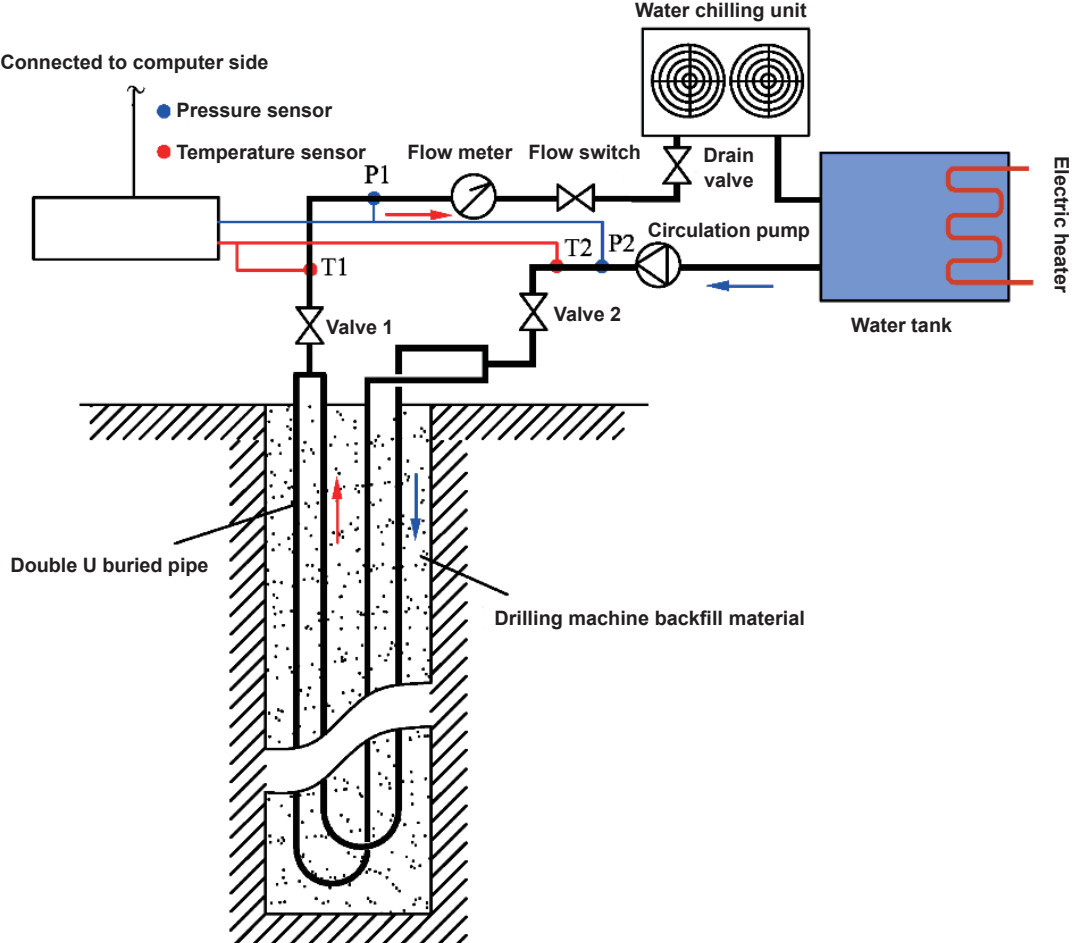 Water chilling unit
Connected to computer side
Pressure sensor
Temperature sensor
Flow meter
Flow switch
Drain
valve
P1
Electric heater
T1
T2
P2
Circulation pump
Valve 1
Valve 2
Water tank
Double U buried pipe
Drilling machine backfill material